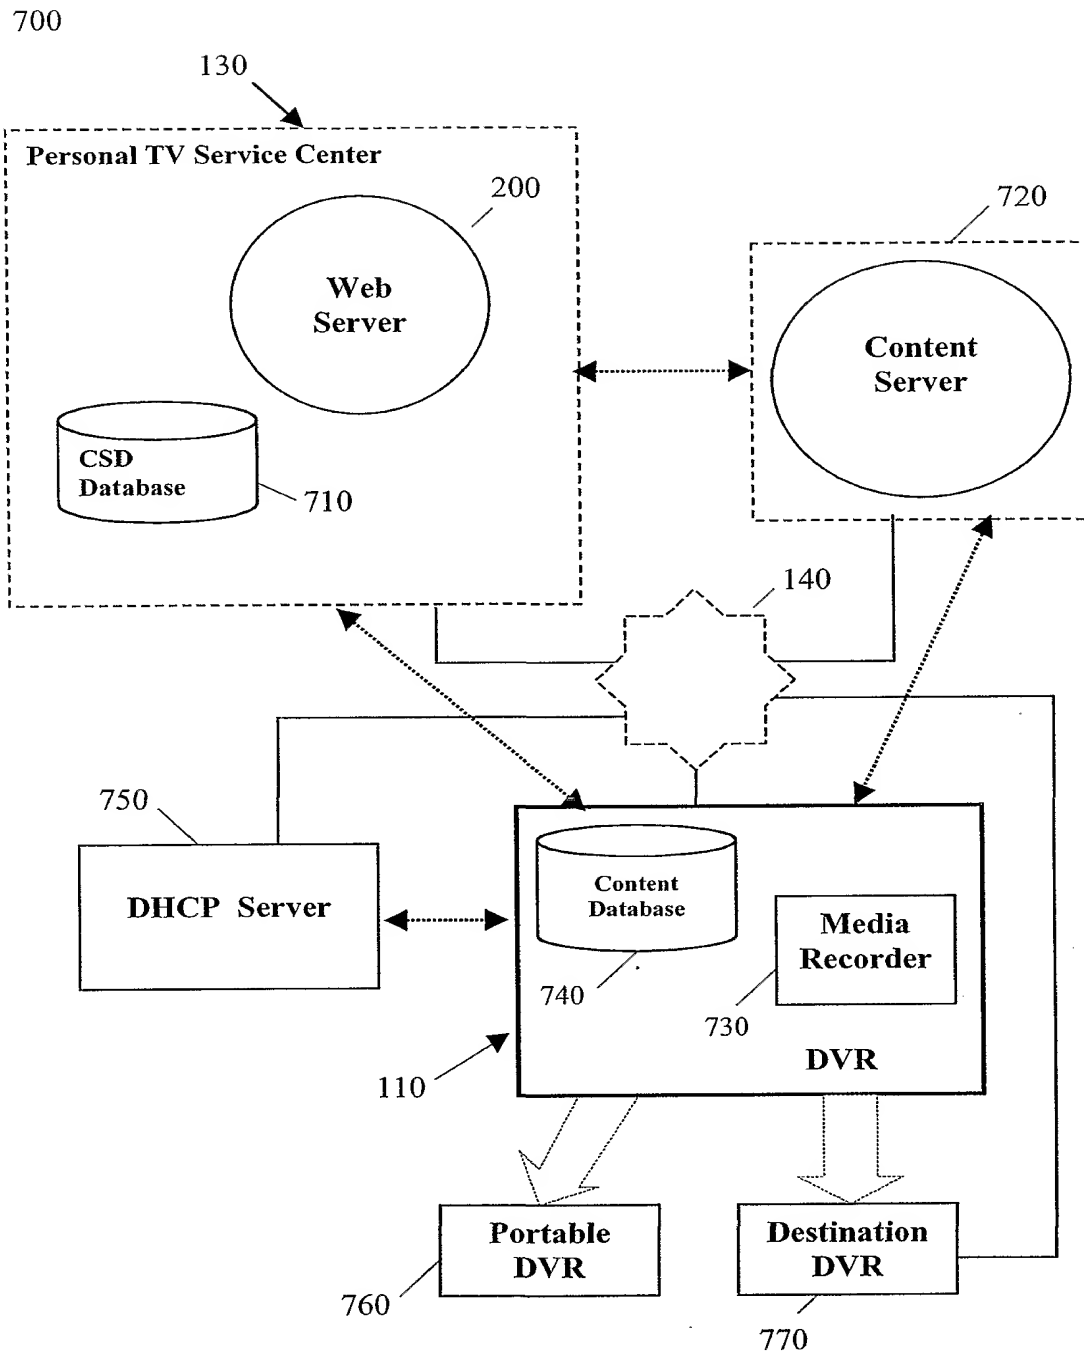 700
130
Personal TV Service Center
200
Web
Server
CSD
Database
710
720
Content
Server
140
750
DHCP Server
Content
Database
740
Media
Recorder
730
DVR
110
Portable
DVR
760
Destination
DVR
770